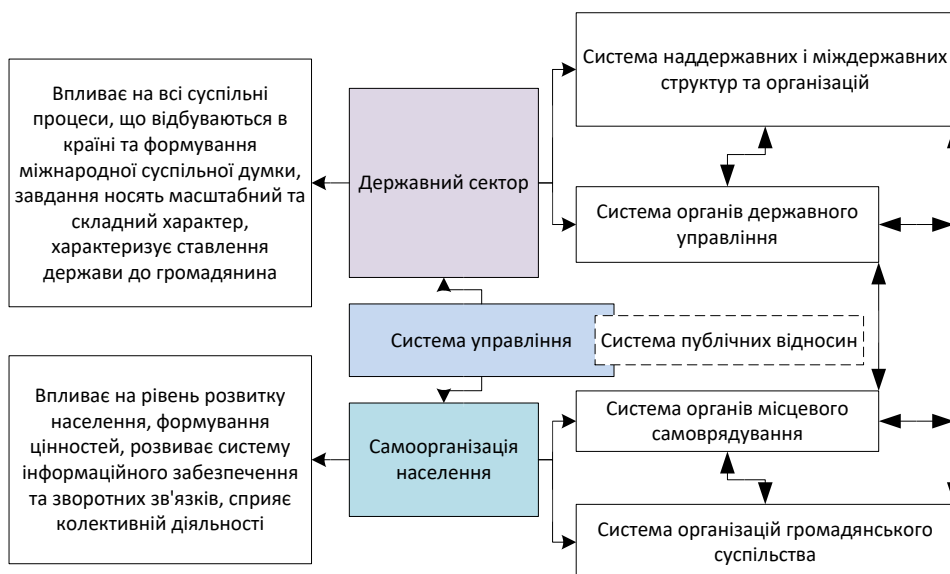 Впливає на всі суспільні
процеси, що відбуваються в
країні та формування
міжнародної суспільної думки,
завдання носять масштабний та
складний характер,
характеризує ставлення
держави до громадянина
Державний сектор
Система наддержавних і міждержавних
структур та організацій
Система органів державного
управління
Система управління
Система публічних відносин
Впливає на рівень розвитку
населення, формування
цінностей, розвиває систему
інформаційного забезпечення
та зворотних зв'язків, сприяє
колективній діяльності
Самоорганізація
населення
Система органів місцевого
самоврядування
Система організацій громадянського
суспільства